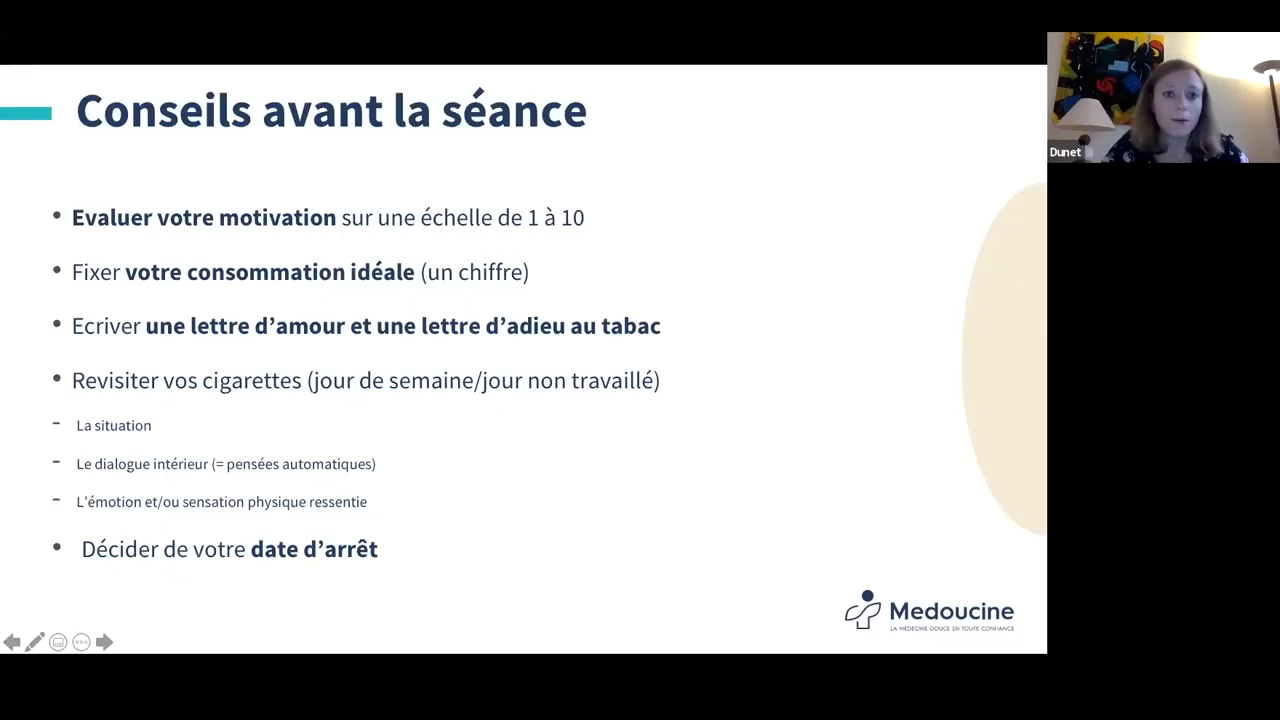 Conseils avant la séance
Dunet
• Evaluer votre motivation sur une échelle de 1 à 10
• Fixer votre consommation idéale (un chiffre)
• Ecriver une lettre d’amour et une lettre d’adieu au tabac
• Revisiter vos cigarettes (jour de semaine/jour non travaillé)
- La situation
- Le dialogue intérieur (= pensées automatiques)
- L’émotion et/ou sensation physique ressentie
• Décider de votre date d’arrêt
Medoucine
LA MÉDECINE DOUCE EN TOUTE CONFIANCE